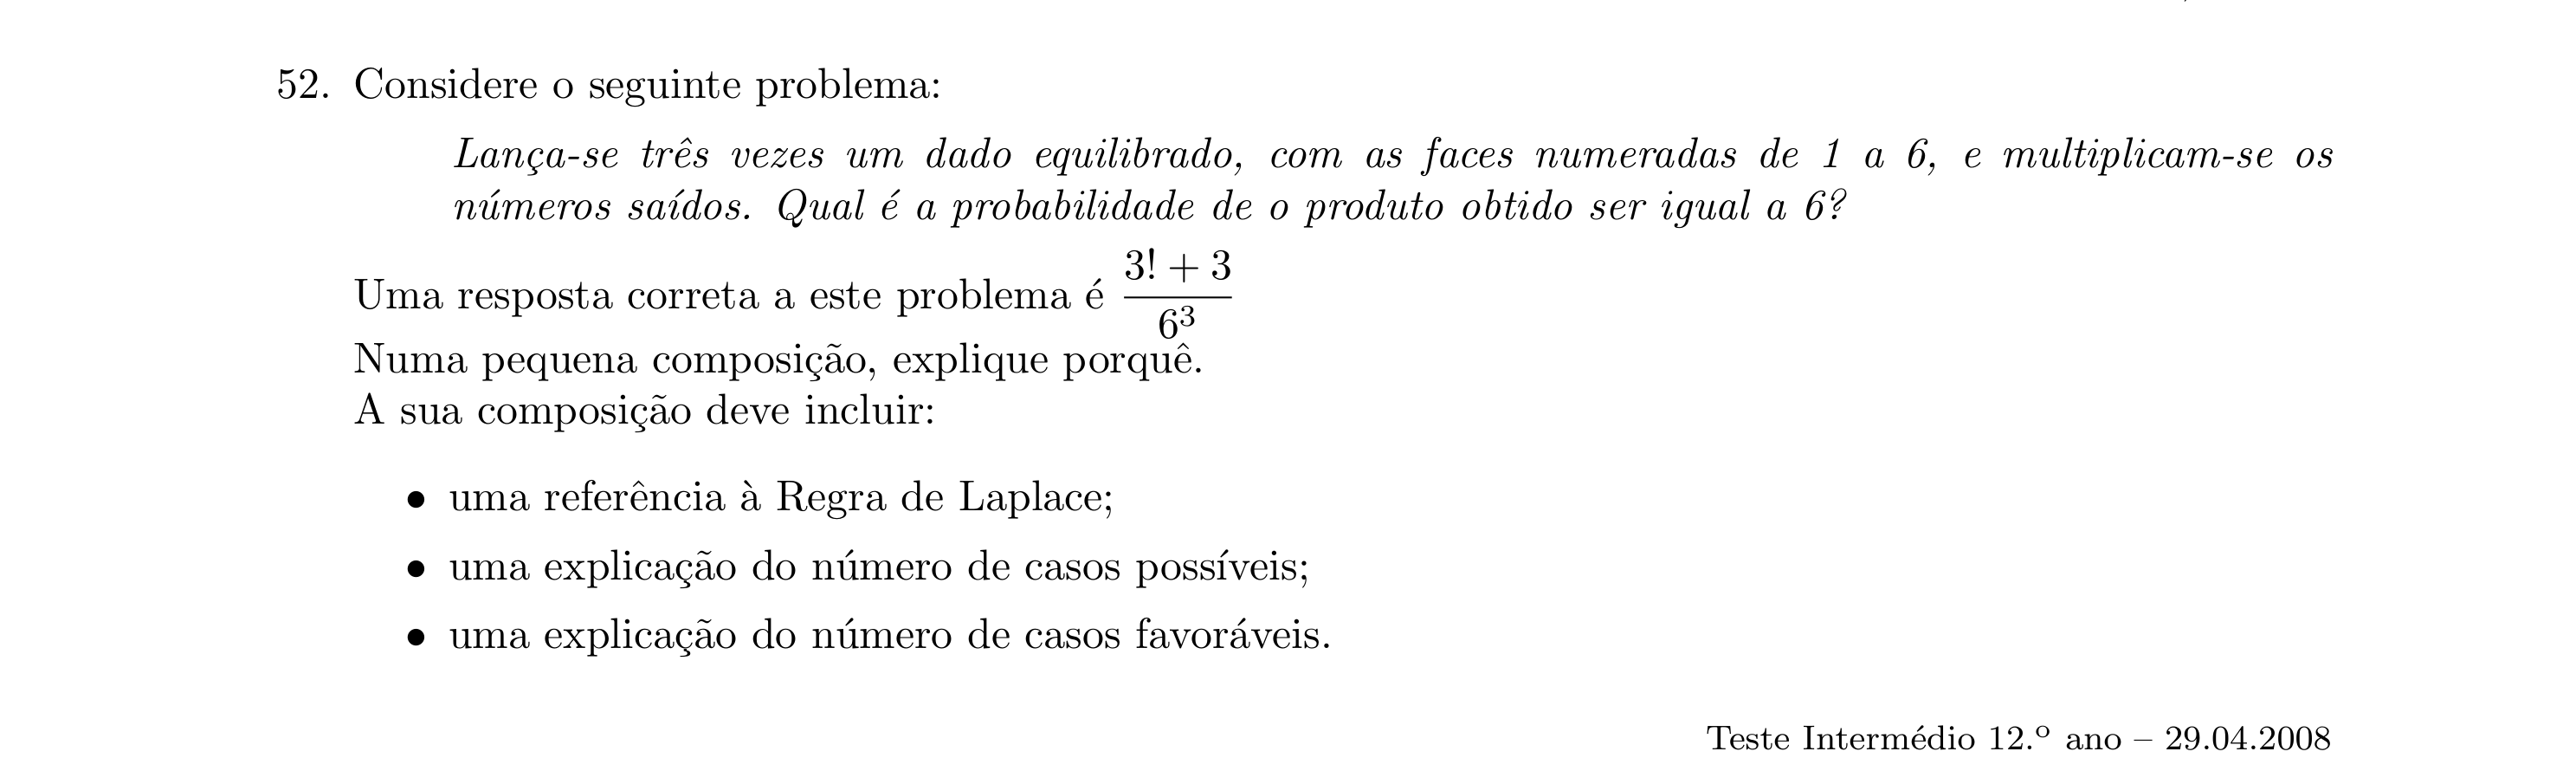 52. Considere o seguinte problema:
Lança-se três vezes um dado equilibrado, com as faces numeradas de 1 a 6, e multiplicam-se os
números saídos. Qual é a probabilidade de o produto obtido ser igual a 6?
Uma resposta correta a este problema é $\frac{3!+3}{6^3}$
Numa pequena composição, explique porquê.
A sua composição deve incluir:
• uma referência à Regra de Laplace;
• uma explicação do número de casos possíveis;
• uma explicação do número de casos favoráveis.
Teste Intermédio 12.º ano – 29.04.2008